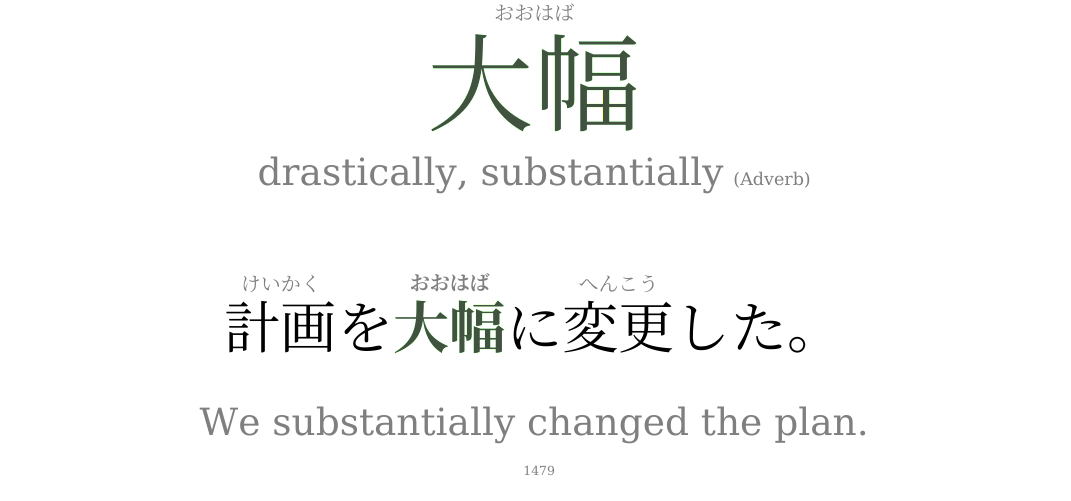 おおはば
大幅
drastically, substantially (Adverb)
けいかく おおはば へんこう
計画を大幅に変更した。
We substantially changed the plan.
1479